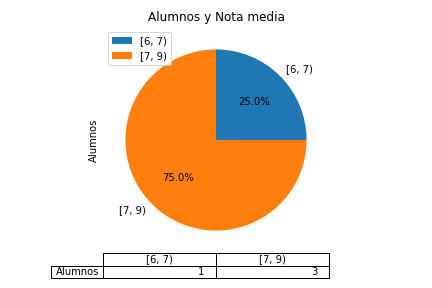 Alumnos y Nota media
[6, 7)
[7, 9)
[6, 7)
25.0%
Alumnos
75.0%
[7, 9)
[6, 7) [7, 9)
Alumnos 1 3